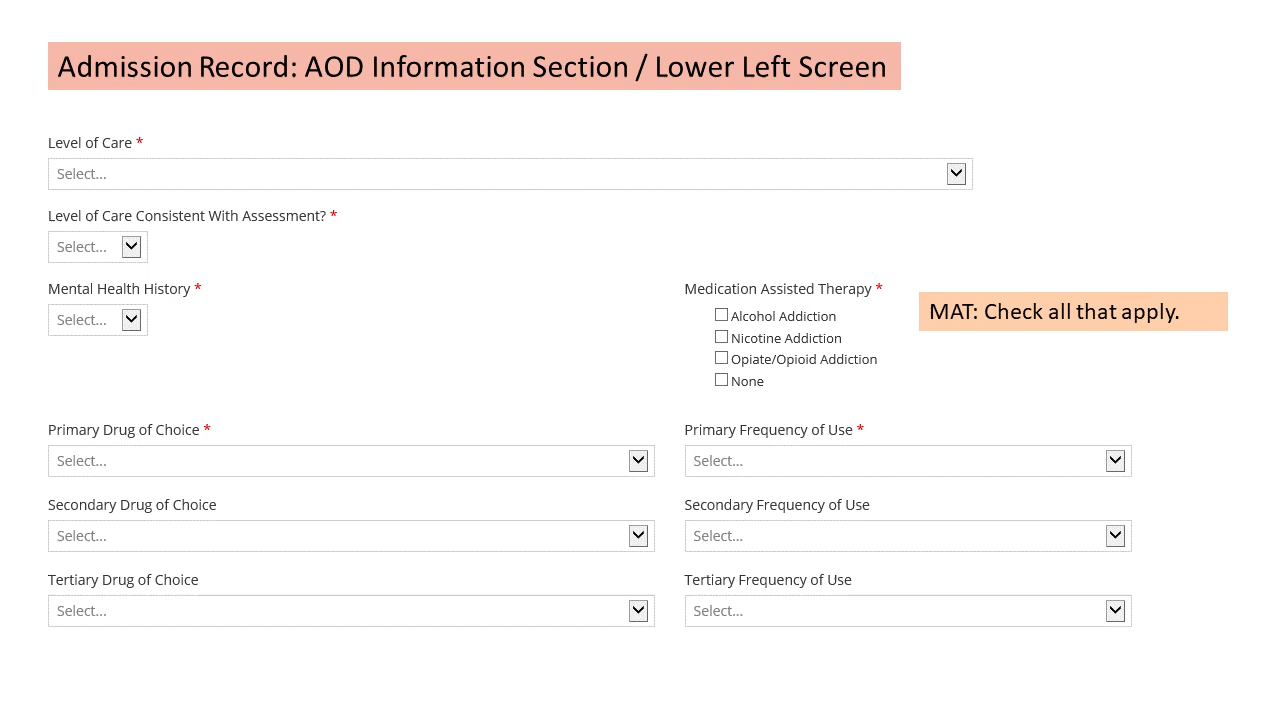 Admission Record: AOD Information Section / Lower Left Screen
Level of Care *
Select...
Level of Care Consistent With Assessment? *
Select...
Mental Health History *
Select...
Medication Assisted Therapy *
Alcohol Addiction
Nicotine Addiction
Opiate/Opioid Addiction
None
MAT: Check all that apply.
Primary Drug of Choice *
Select...
Primary Frequency of Use *
Select...
Secondary Drug of Choice
Select...
Secondary Frequency of Use
Select...
Tertiary Drug of Choice
Select...
Tertiary Frequency of Use
Select...